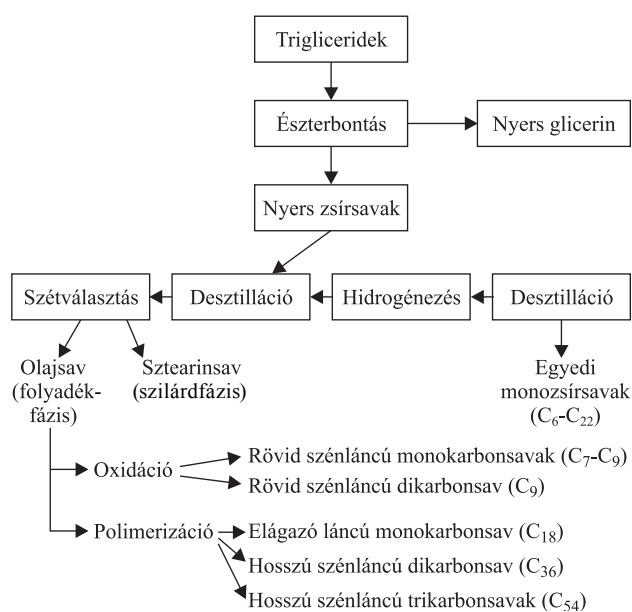 Trigliceridek
Észterbontás
Nyers glicerin
Nyers zsírsavak
Szétválasztás
Desztilláció
Hidrogénezés
Desztilláció
Olajsav
(folyadék-
fázis)
Sztearinsav
(szilárdfázis)
Egyedi
monozsírsavak
(C₆-C₂₂)
Oxidáció
Rövid szénláncú monokarbonsavak (C₇-C₉)
Rövid szénláncú dikarbonsav (C₉)
Polimerizáció
Elágazó láncú monokarbonsav (C₁₈)
Hosszú szénláncú dikarbonsav (C₃₆)
Hosszú szénláncú trikarbonsavak (C₅₄)